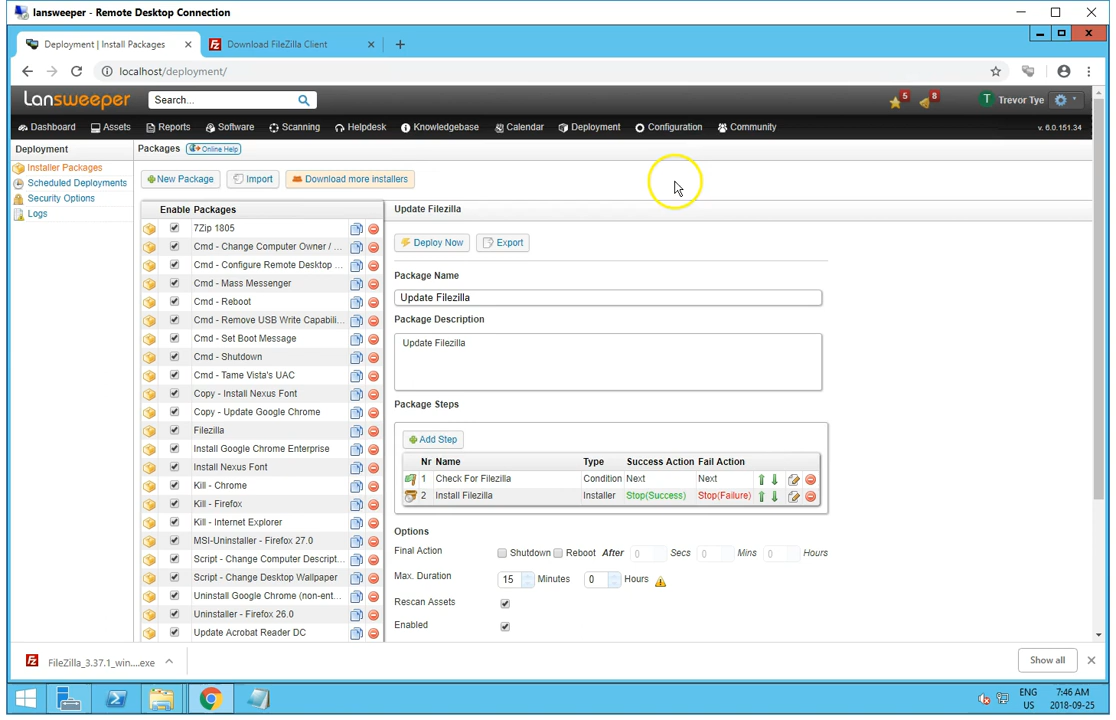 lansweeper - Remote Desktop Connection
Deployment | Install Packages
Download FileZilla Client
localhost/deployment/
Lansweeper
Search...
5
8
T Trevor Tye
Dashboard Assets Reports Software Scanning Helpdesk Knowledgebase Calendar Deployment Configuration Community
v. 6.0.151.34
Deployment
Installer Packages
Scheduled Deployments
Security Options
Logs
Packages Online Help
New Package Import Download more installers
Enable Packages
7Zip 1805
Cmd - Change Computer Owner / ...
Cmd - Configure Remote Desktop ...
Cmd - Mass Messenger
Cmd - Reboot
Cmd - Remove USB Write Capabili...
Cmd - Set Boot Message
Cmd - Shutdown
Cmd - Tame Vista's UAC
Copy - Install Nexus Font
Copy - Update Google Chrome
Filezilla
Install Google Chrome Enterprise
Install Nexus Font
Kill - Chrome
Kill - Firefox
Kill - Internet Explorer
MSI-Uninstaller - Firefox 27.0
Script - Change Computer Descript...
Script - Change Desktop Wallpaper
Uninstall Google Chrome (non-ent...
Uninstaller - Firefox 26.0
Update Acrobat Reader DC
Update Filezilla
Deploy Now Export
Package Name
Update Filezilla
Package Description
Update Filezilla
Package Steps
Add Step
Nr Name Type Success Action Fail Action
1 Check For Filezilla Condition Next Next
2 Install Filezilla Installer Stop(Success) Stop(Failure)
Options
Final Action Shutdown Reboot After 0 Secs 0 Mins 0 Hours
Max. Duration 15 Minutes 0 Hours
Rescan Assets
Enabled
FileZilla_3.37.1_win....exe
Show all
ENG
US
7:46 AM
2018-09-25